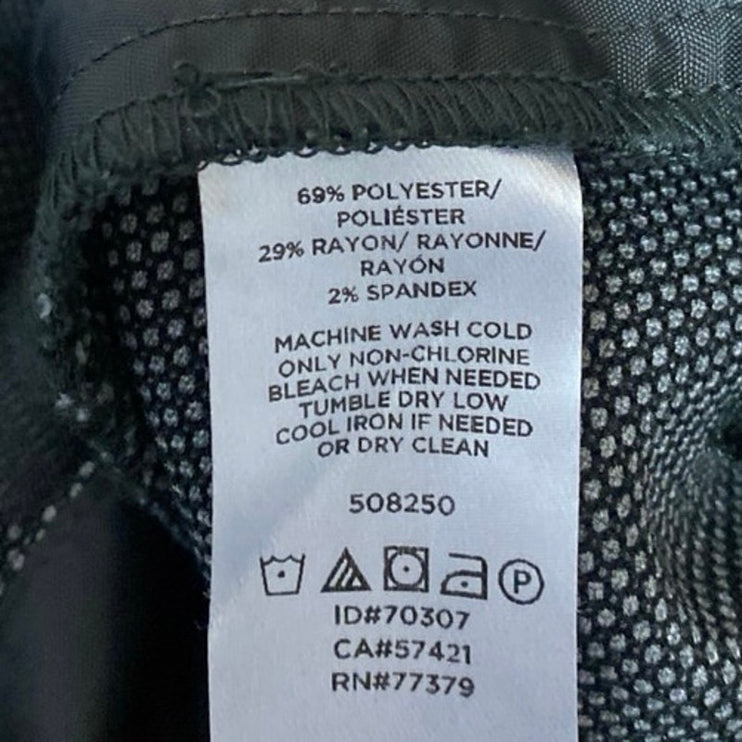 69% POLYESTER/
POLIÉSTER
29% RAYON/ RAYONNE/
RAYÓN
2% SPANDEX
MACHINE WASH COLD
ONLY NON-CHLORINE
BLEACH WHEN NEEDED
TUMBLE DRY LOW
COOL IRON IF NEEDED
OR DRY CLEAN
508250
P
ID#70307
CA#57421
RN#77379